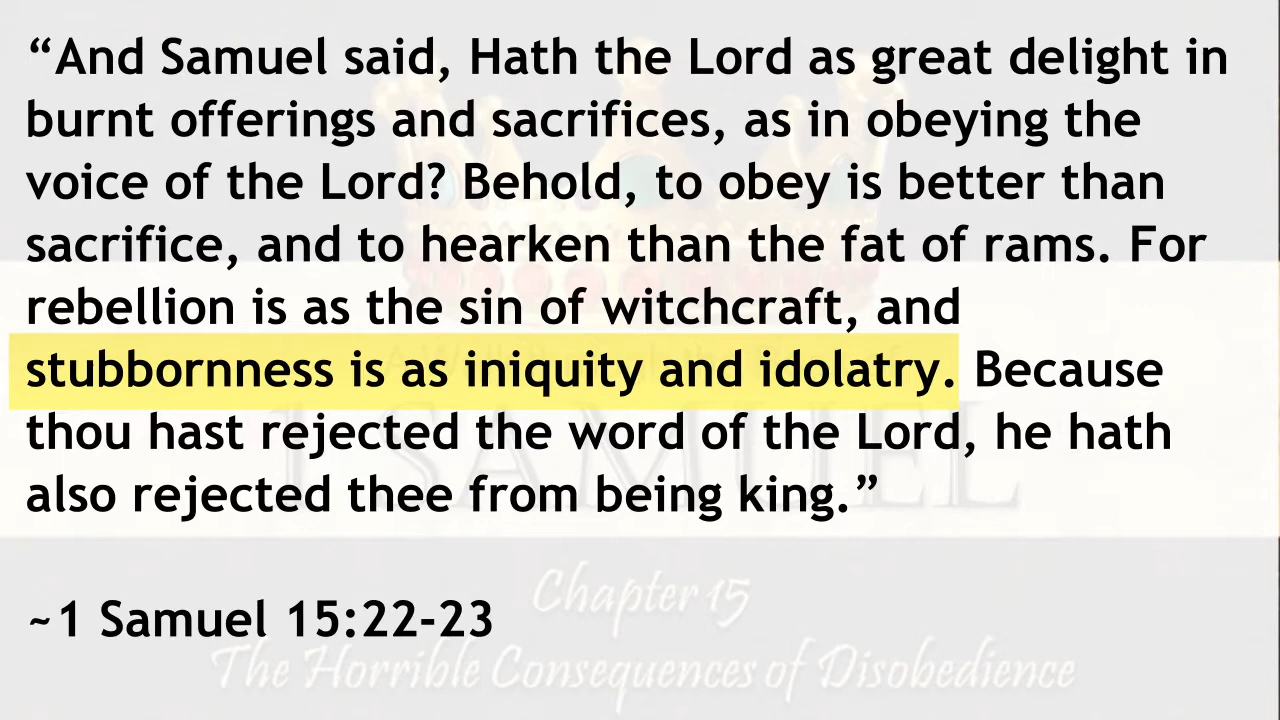 “And Samuel said, Hath the Lord as great delight in
burnt offerings and sacrifices, as in obeying the
voice of the Lord? Behold, to obey is better than
sacrifice, and to hearken than the fat of rams. For
rebellion is as the sin of witchcraft, and
stubbornness is as iniquity and idolatry. Because
thou hast rejected the word of the Lord, he hath
also rejected thee from being king.”
1 SAMUEL
Chapter 15
~1 Samuel 15:22-23
The Horrible Consequences of Disobedience